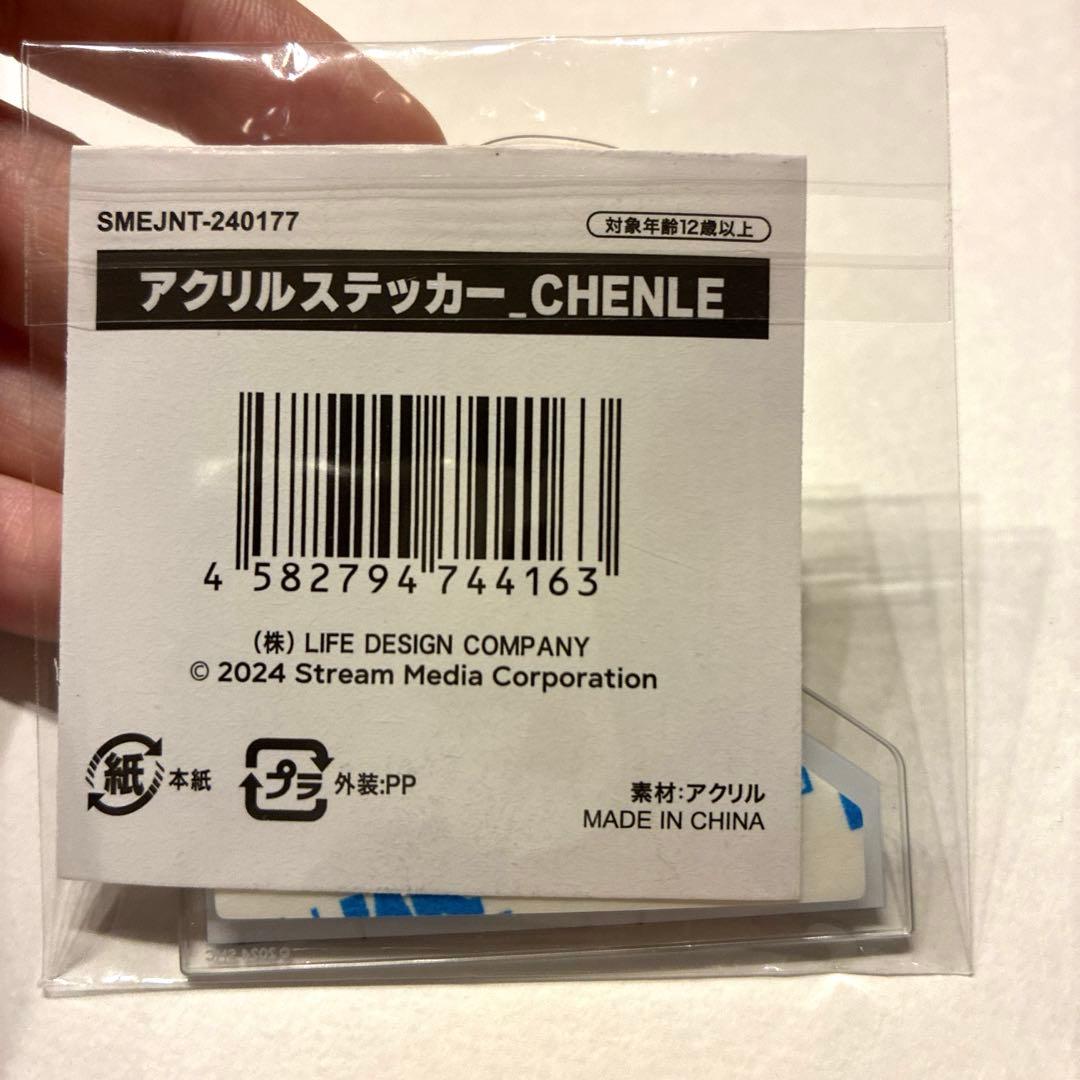 SMEJNT-240177
対象年齢12歳以上
アクリルステッカー_CHENLE
4 582794 744163
(株) LIFE DESIGN COMPANY
© 2024 Stream Media Corporation
紙 本紙
プラ 外装:PP
素材:アクリル
MADE IN CHINA